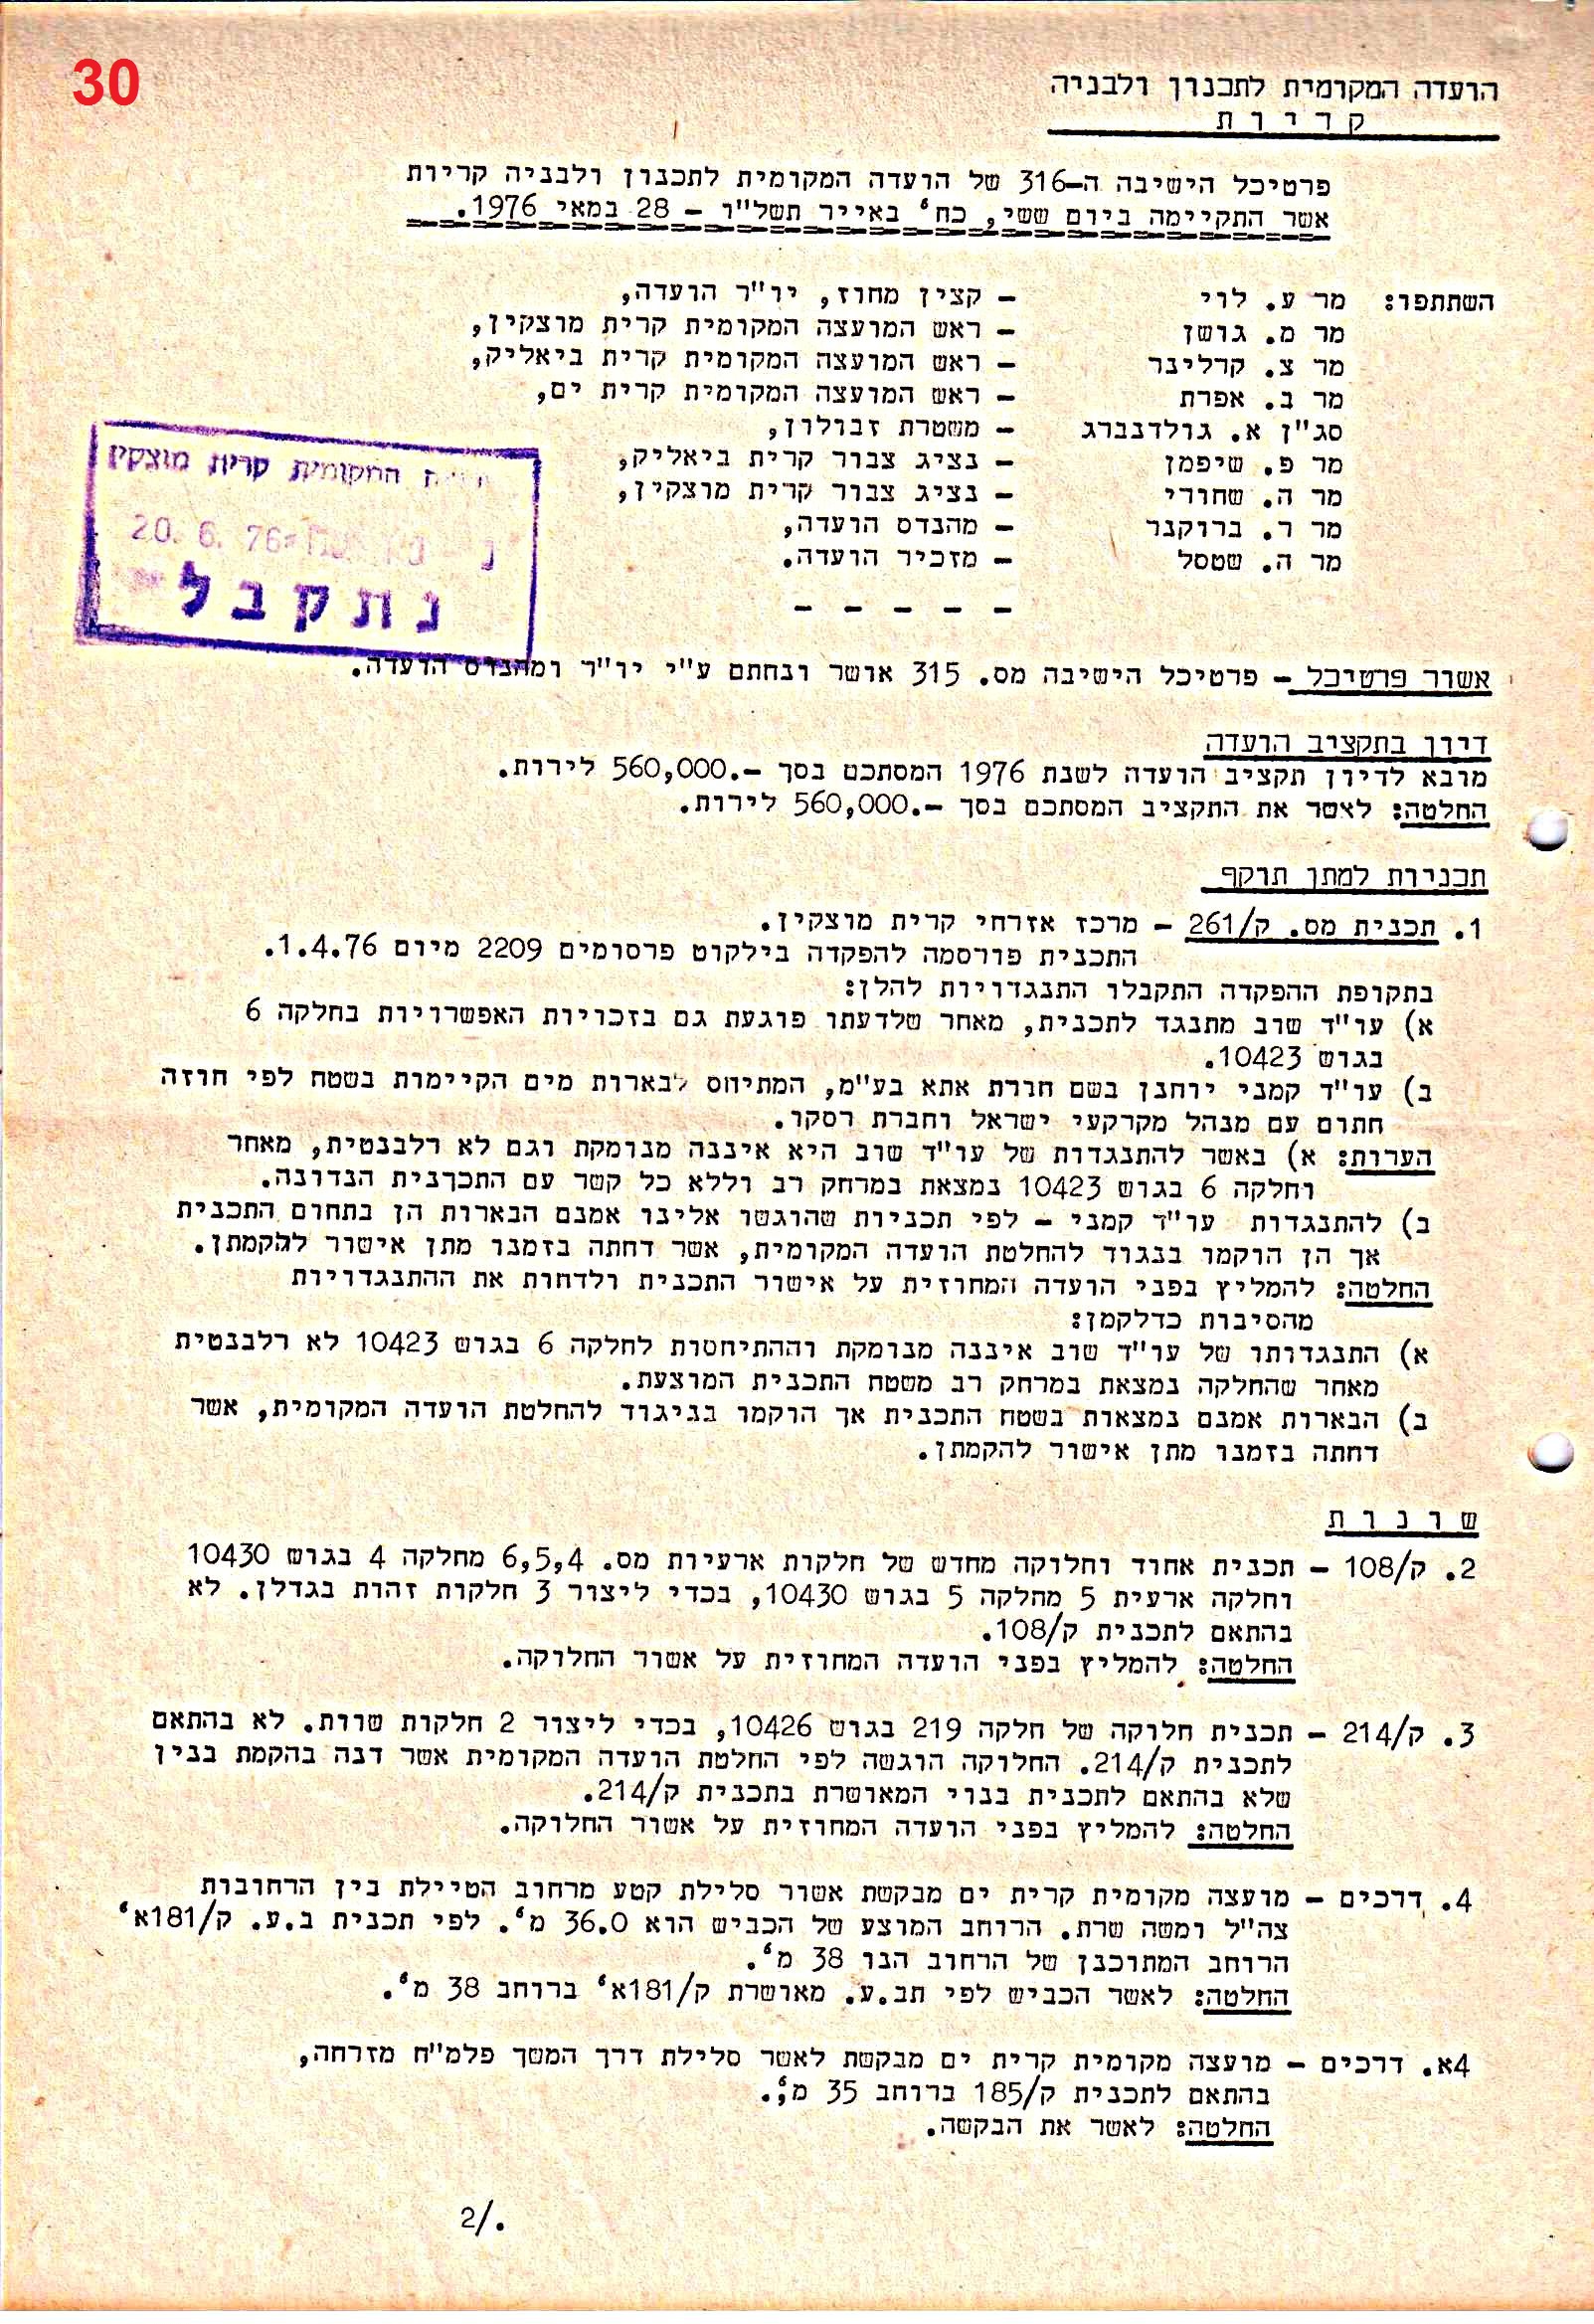 30
הועדה המקומית לתכנון ולבניה
ק ר י ו ת
פרטיכל הישיבה ה-316 של הועדה המקומית לתכנון ולבניה קריות
אשר התקיימה ביום ששי, כח' באייר תשל"ו - 28 במאי 1976.
השתתפו: מר ע. לוי - קצין מחוז, יו"ר הועדה,
מר מ. גושן - ראש המועצה המקומית קרית מוצקין,
מר צ. קרלינר - ראש המועצה המקומית קרית ביאליק,
מר ב. אפרת - ראש המועצה המקומית קרית ים,
סג"ן א. גולדנברג - משטרת זבולון,
מר פ. שיפמן - נציג צבור קרית ביאליק,
מר ה. שחורי - נציג צבור קרית מוצקין,
מר ר. ברוקנר - מהנדס הועדה,
מר ה. שטסל - מזכיר הועדה.
- - - - -
המקומית קרית מוצקין
20. 6. 76
נ ת ק ב ל
אשור פרטיכל - פרטיכל הישיבה מס. 315 אושר ונחתם ע"י יו"ר ומהנדס הועדה.
דיון בתקציב הועדה
מובא לדיון תקציב הועדה לשנת 1976 המסתכם בסך -.560,000 לירות.
החלטה: לאשר את התקציב המסתכם בסך -.560,000 לירות.
תכניות למתן תוקף
1. תכנית מס. ק/261 - מרכז אזרחי קרית מוצקין.
התכנית פורסמה להפקדה בילקוט פרסומים 2209 מיום 1.4.76.
בתקופת ההפקדה התקבלו התנגדויות להלן:
א) עו"ד שוב מתנגד לתכנית, מאחר שלדעתו פוגעת גם בזכויות האפשרויות בחלקה 6
בגוש 10423.
ב) עו"ד קמני יוחנן בשם חוורת אתא בע"מ, המתיחס לבארות מים הקיימות בשטח לפי חוזה
חתום עם מנהל מקרקעי ישראל וחברת רסקו.
הערות: א) באשר להתנגדות של עו"ד שוב היא איננה מנומקת וגם לא רלבנטית, מאחר
וחלקה 6 בגוש 10423 נמצאת במרחק רב וללא כל קשר עם התכרנית הנדונה.
ב) להתנגדות עו"ד קמני - לפי תכניות שהוגשו אלינו אמנם הבארות הן בתחום התכנית
אך הן הוקמו בנגוד להחלטת הועדה המקומית, אשר דחתה בזמנו מתן אישור להקמתן.
החלטה: להמליץ בפני הועדה המחוזית על אישור התכנית ולדחות את ההתנגדויות
מהסיבות כדלקמן:
א) התנגדותו של עו"ד שוב איננה מנומקת וההתיחסות לחלקה 6 בגוש 10423 לא רלבנטית
מאחר שהחלקה נמצאת במרחק רב משטח התכנית המוצעת.
ב) הבארות אמנם נמצאות בשטח התכנית אך הוקמו בניגוד להחלטת הועדה המקומית, אשר
דחתה בזמנו מתן אישור להקמתן.
ש ו נ ו ת
2. ק/108 - תכנית אחוד וחלוקה מחדש של חלקות ארעיות מס. 6,5,4 מחלקה 4 בגוש 10430
וחלקה ארעית 5 מחלקה 5 בגוש 10430, בכדי ליצור 3 חלקות זהות בגדלן. לא
בהתאם לתכנית ק/108.
החלטה: להמליץ בפני הועדה המחוזית על אשור החלוקה.
3. ק/214 - תכנית חלוקה של חלקה 219 בגוש 10426, בכדי ליצור 2 חלקות שוות. לא בהתאם
לתכנית ק/214. החלוקה הוגשה לפי החלטת הועדה המקומית אשר דנה בהקמת בנין
שלא בהתאם לתכנית בנוי המאושרת בתכנית ק/214.
החלטה: להמליץ בפני הועדה המחוזית על אשור החלוקה.
4. דרכים - מועצה מקומית קרית ים מבקשת אשור סלילת קטע מרחוב הטיילת בין הרחובות
צה"ל ומשה שרת. הרוחב המוצע של הכביש הוא 36.0 מ'. לפי תכנית ב.ע. ק/181א'
הרוחב המתוכנן של הרחוב הנו 38 מ'.
החלטה: לאשר הכביש לפי תב.ע. מאושרת ק/181א' ברוחב 38 מ'.
4א. דרכים - מועצה מקומית קרית ים מבקשת לאשר סלילת דרך המשך פלמ"ח מזרחה,
בהתאם לתכנית ק/185 ברוחב 35 מ'.
החלטה: לאשר את הבקשה.
2/.